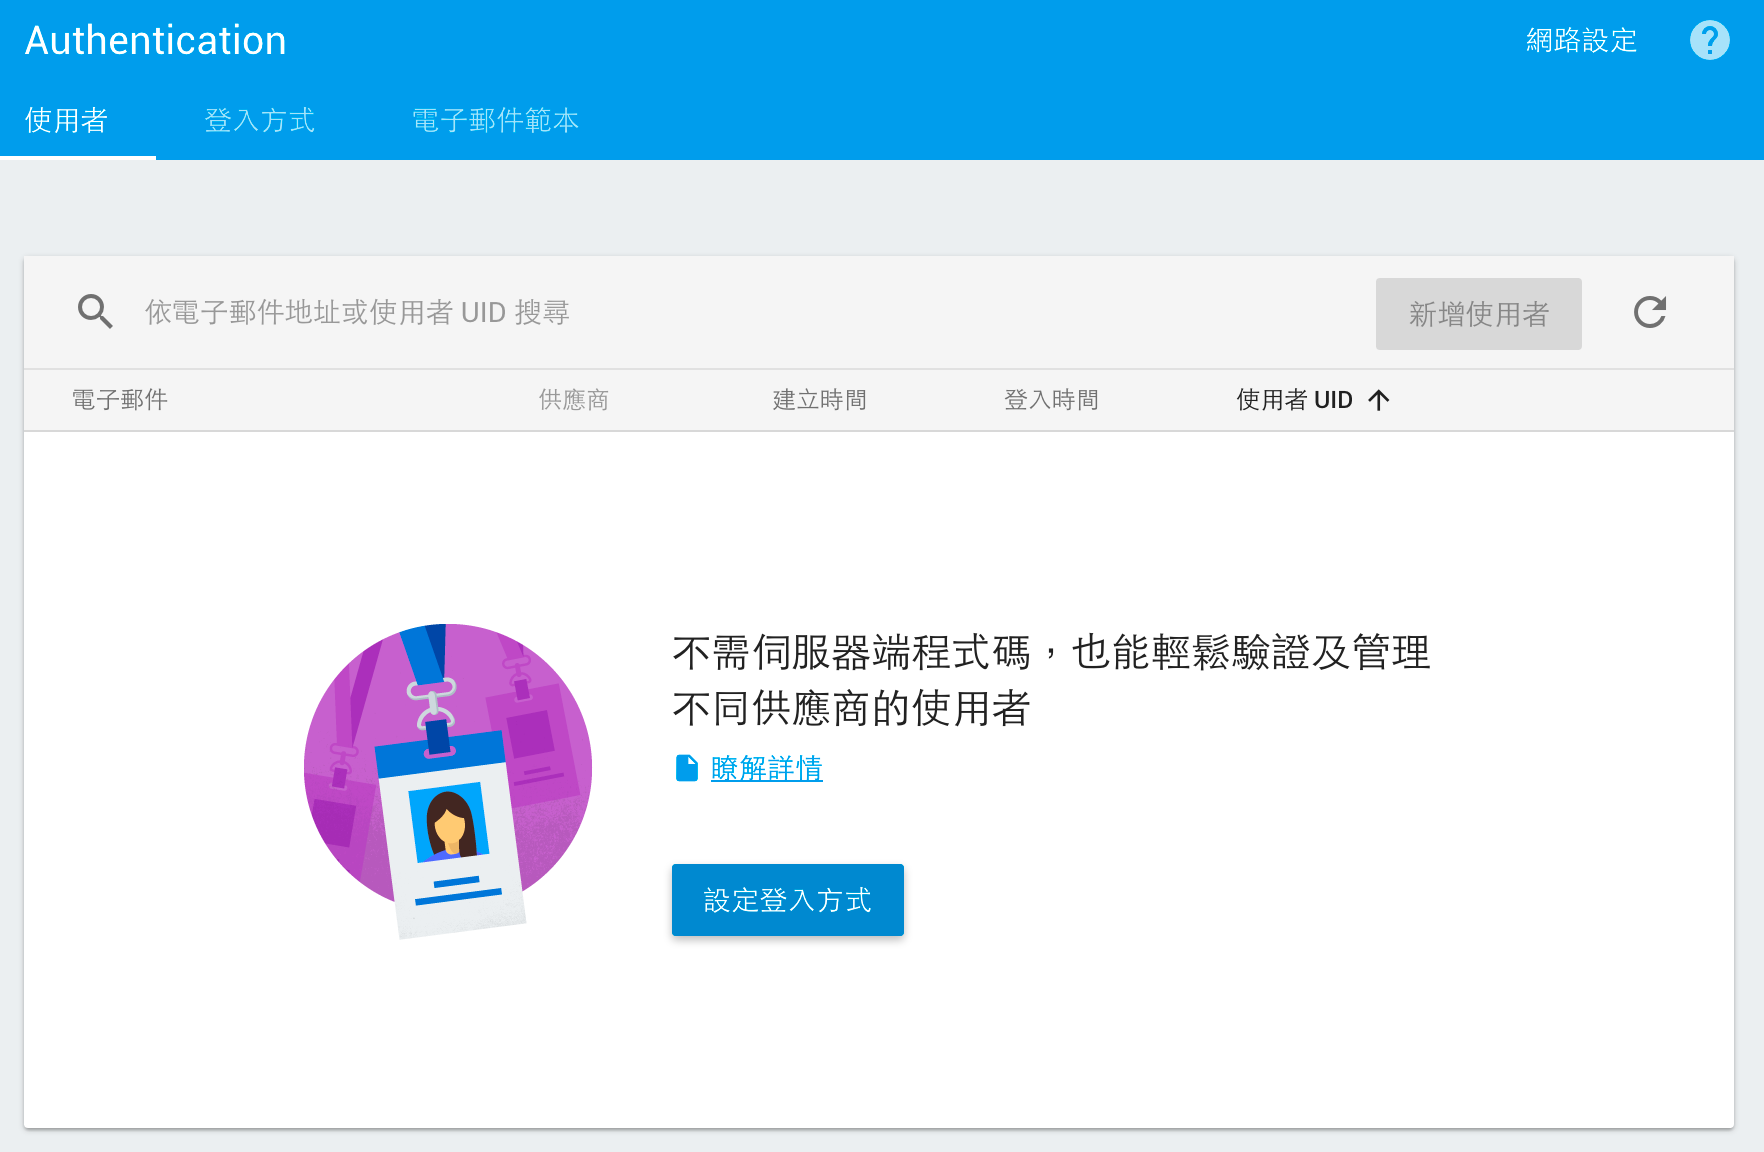 Authentication
網路設定
使用者
登入方式
電子郵件範本
依電子郵件地址或使用者 UID 搜尋
新增使用者
電子郵件
供應商
建立時間
登入時間
使用者 UID
不需伺服器端程式碼，也能輕鬆驗證及管理
不同供應商的使用者
瞭解詳情
設定登入方式